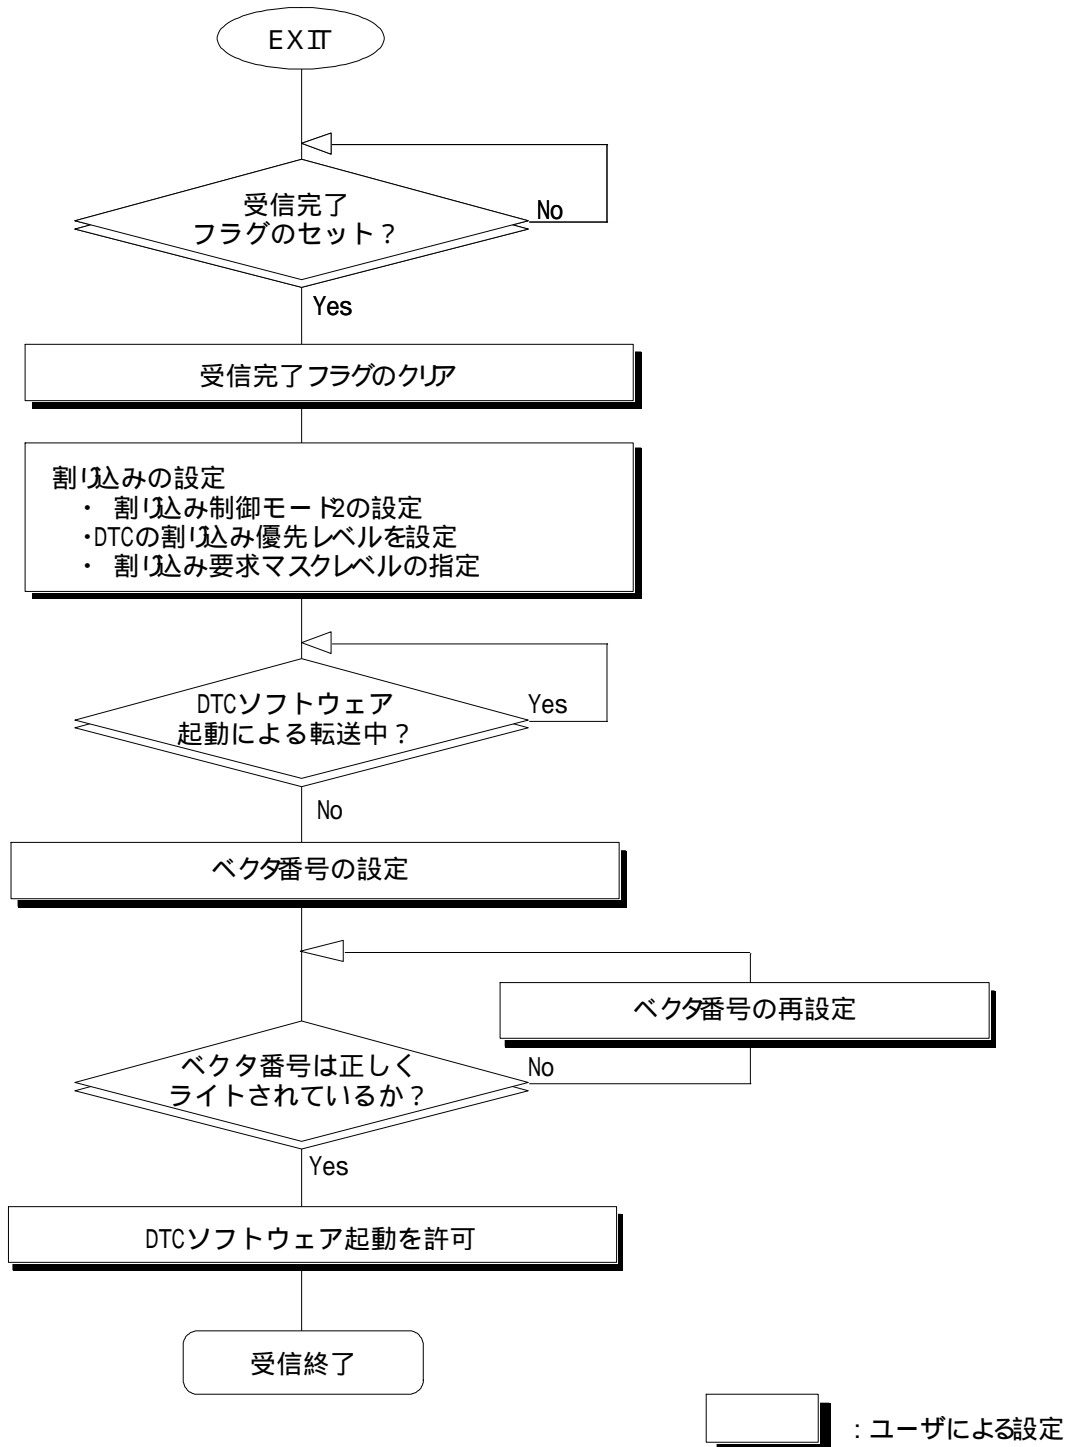 EXIT
受信完了
フラグのセット？
No
Yes
受信完了フラグのクリア
割り込みの設定
・ 割り込み制御モード2の設定
・DTCの割り込み優先レベルを設定
・ 割り込み要求マスクレベルの指定
DTCソフトウェア
起動による転送中？
Yes
No
ベクタ番号の設定
ベクタ番号の再設定
ベクタ番号は正しく
ライトされているか？
No
Yes
DTCソフトウェア起動を許可
受信終了
：ユーザによる設定